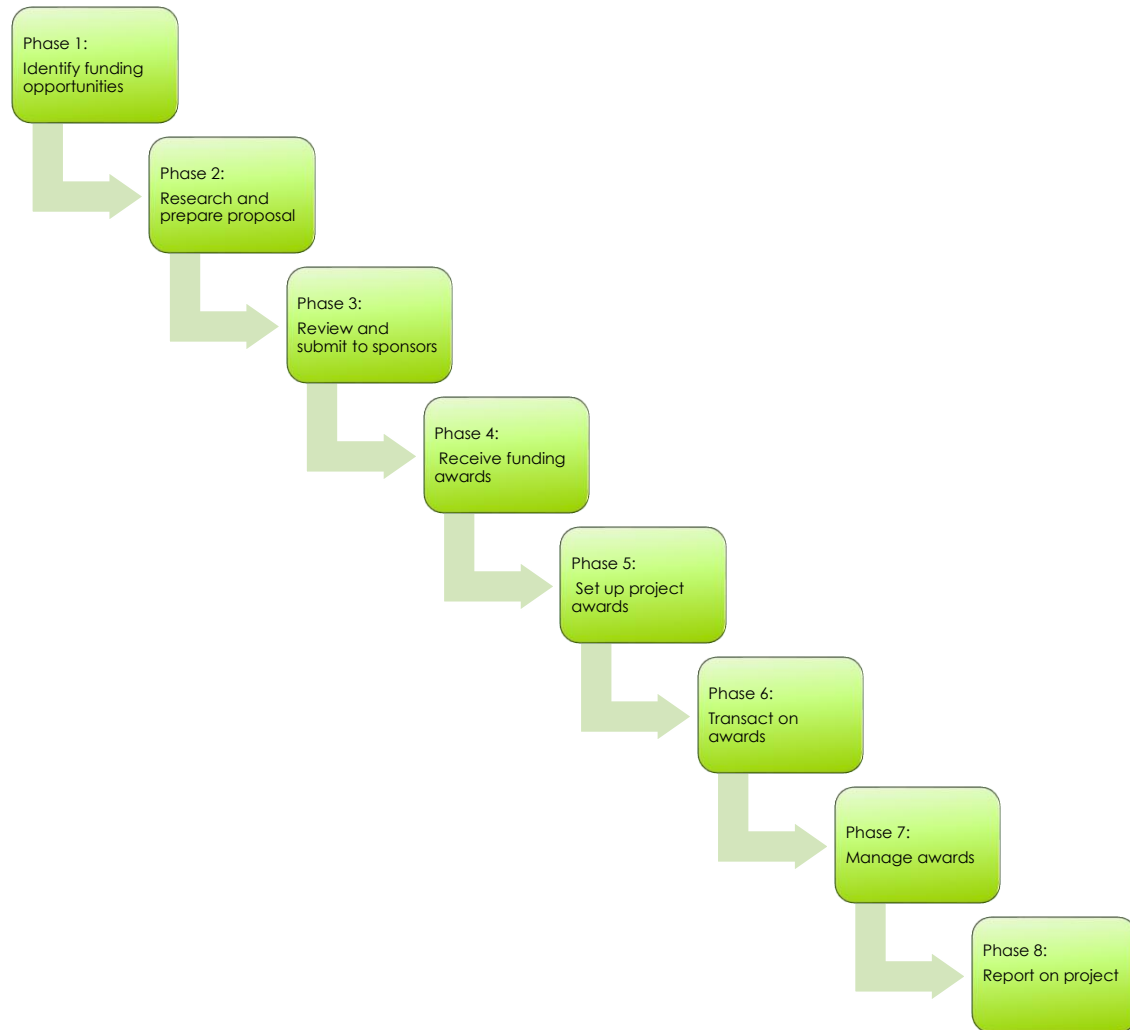 Phase 1:
Identify funding
opportunities
Phase 2:
Research and
prepare proposal
Phase 3:
Review and
submit to sponsors
Phase 4:
Receive funding
awards
Phase 5:
Set up project
awards
Phase 6:
Transact on
awards
Phase 7:
Manage awards
Phase 8:
Report on project